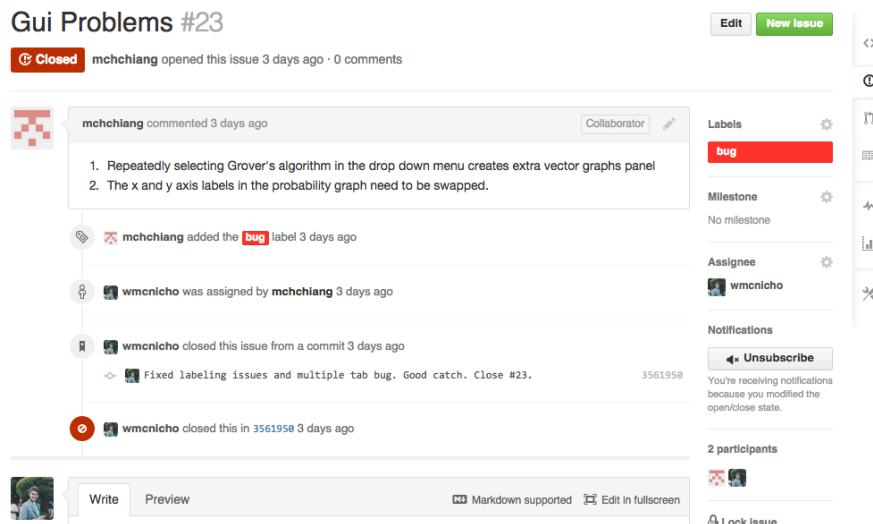 Gui Problems #23
Edit
New issue
Closed
mchchiang opened this issue 3 days ago · 0 comments
mchchiang commented 3 days ago
Collaborator
1. Repeatedly selecting Grover's algorithm in the drop down menu creates extra vector graphs panel
2. The x and y axis labels in the probability graph need to be swapped.
mchchiang added the bug label 3 days ago
wmcnicho was assigned by mchchiang 3 days ago
wmcnicho closed this issue from a commit 3 days ago
Fixed labeling issues and multiple tab bug. Good catch. Close #23.
3561950
wmcnicho closed this in 3561950 3 days ago
Write
Preview
Markdown supported
Edit in fullscreen
Labels
bug
Milestone
No milestone
Assignee
wmcnicho
Notifications
Unsubscribe
You're receiving notifications
because you modified the
open/close state.
2 participants
Lock issue